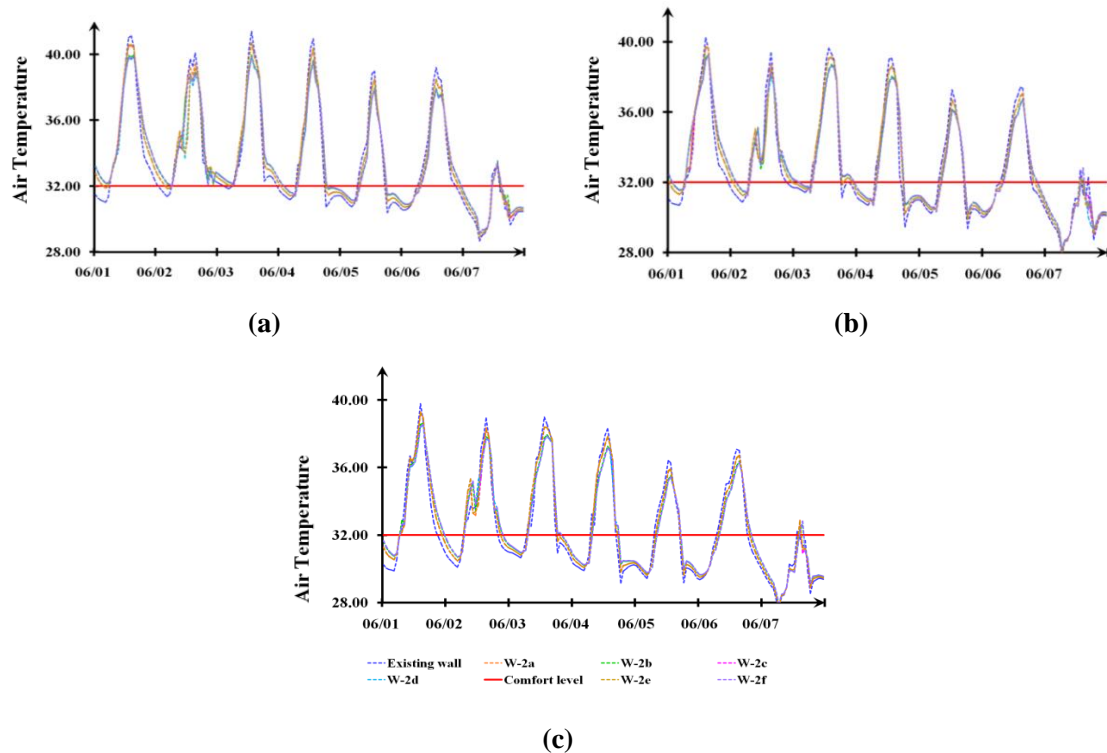 Air Temperature
40.00
36.00
32.00
28.00
06/01 06/02 06/03 06/04 06/05 06/06 06/07
(a)
Air Temperature
40.00
36.00
32.00
28.00
06/01 06/02 06/03 06/04 06/05 06/06 06/07
(b)
Air Temperature
40.00
36.00
32.00
28.00
06/01 06/02 06/03 06/04 06/05 06/06 06/07
Existing wall W-2a W-2b W-2c
W-2d Comfort level W-2e W-2f
(c)